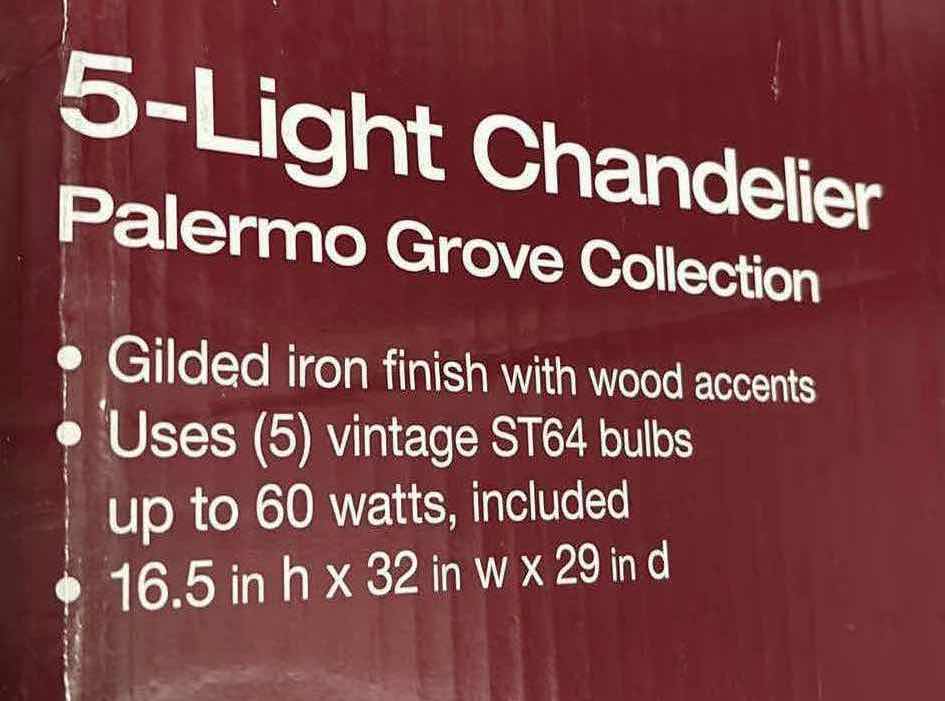 5-Light Chandelier
Palermo Grove Collection
• Gilded iron finish with wood accents
• Uses (5) vintage ST64 bulbs
up to 60 watts, included
• 16.5 in h x 32 in w x 29 in d